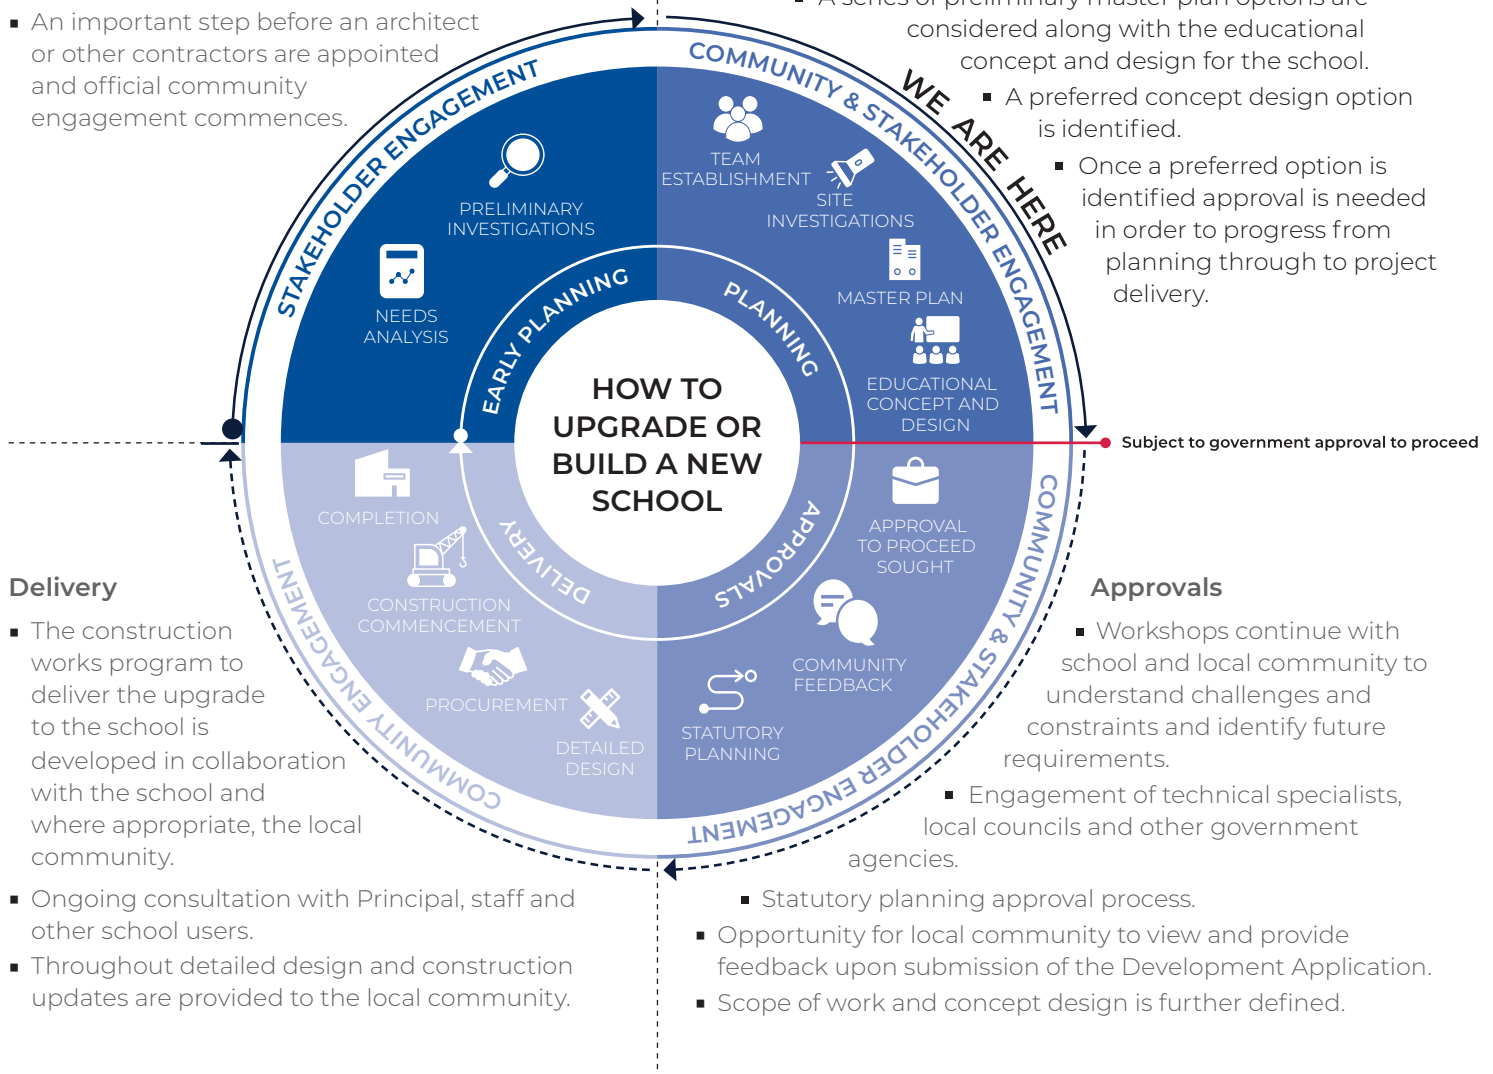 ▪ An important step before an architect
or other contractors are appointed
and official community
engagement commences.
▪ A series of preliminary master plan options are
considered along with the educational
concept and design for the school.
▪ A preferred concept design option
is identified.
▪ Once a preferred option is
identified approval is needed
in order to progress from
planning through to project
delivery.
WE ARE HERE
STAKEHOLDER ENGAGEMENT
COMMUNITY & STAKEHOLDER ENGAGEMENT
PRELIMINARY
INVESTIGATIONS
NEEDS
ANALYSIS
EARLY PLANNING
TEAM
ESTABLISHMENT
SITE
INVESTIGATIONS
MASTER PLAN
EDUCATIONAL
CONCEPT AND
DESIGN
PLANNING
HOW TO
UPGRADE OR
BUILD A NEW
SCHOOL
Subject to government approval to proceed
APPROVAL
TO PROCEED
SOUGHT
COMMUNITY
FEEDBACK
STATUTORY
PLANNING
APPROVALS
COMMUNITY & STAKEHOLDER ENGAGEMENT
COMPLETION
CONSTRUCTION
COMMENCEMENT
PROCUREMENT
DETAILED
DESIGN
DELIVERY
COMMUNITY ENGAGEMENT
Delivery
▪ The construction
works program to
deliver the upgrade
to the school is
developed in collaboration
with the school and
where appropriate, the local
community.
▪ Ongoing consultation with Principal, staff and
other school users.
▪ Throughout detailed design and construction
updates are provided to the local community.
Approvals
▪ Workshops continue with
school and local community to
understand challenges and
constraints and identify future
requirements.
▪ Engagement of technical specialists,
local councils and other government
agencies.
▪ Statutory planning approval process.
▪ Opportunity for local community to view and provide
feedback upon submission of the Development Application.
▪ Scope of work and concept design is further defined.